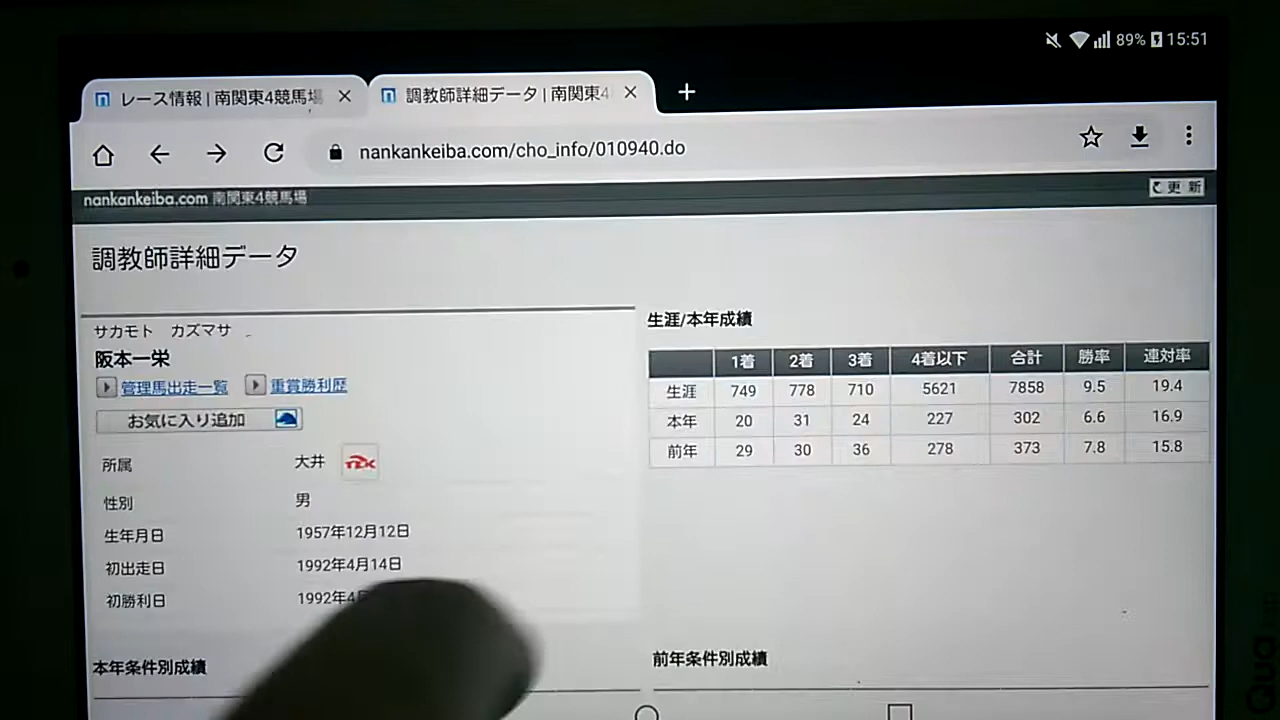 89% 15:51
レース情報 | 南関東4競馬場
調教師詳細データ | 南関東4
nankankeiba.com/cho_info/010940.do
nankankeiba.com 南関東4競馬場
更新
調教師詳細データ
サカモト カズマサ
阪本一栄
管理馬出走一覧 重賞勝利歴
お気に入り追加
所属 大井 TCK
性別 男
生年月日 1957年12月12日
初出走日 1992年4月14日
初勝利日 1992年4
生涯/本年成績
1着 2着 3着 4着以下 合計 勝率 連対率
生涯 749 778 710 5621 7858 9.5 19.4
本年 20 31 24 227 302 6.6 16.9
前年 29 30 36 278 373 7.8 15.8
本年条件別成績
前年条件別成績
Qua